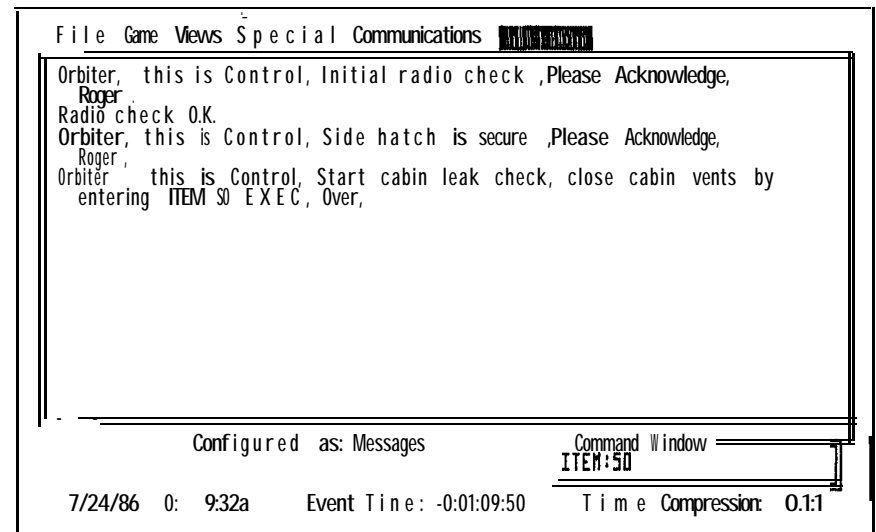 File Game Views Special Communications
Orbiter, this is Control, Initial radio check ,Please Acknowledge,
Roger .
Radio check O.K.
Orbiter, this is Control, Side hatch is secure ,Please Acknowledge,
Roger ,
Orbiter this is Control, Start cabin leak check, close cabin vents by
entering ITEM S0 EXEC, Over,
Configured as: Messages
Command Window
ITEM:50
7/24/86 0: 9:32a Event Tine: -0:01:09:50 Time Compression: 0.1:1